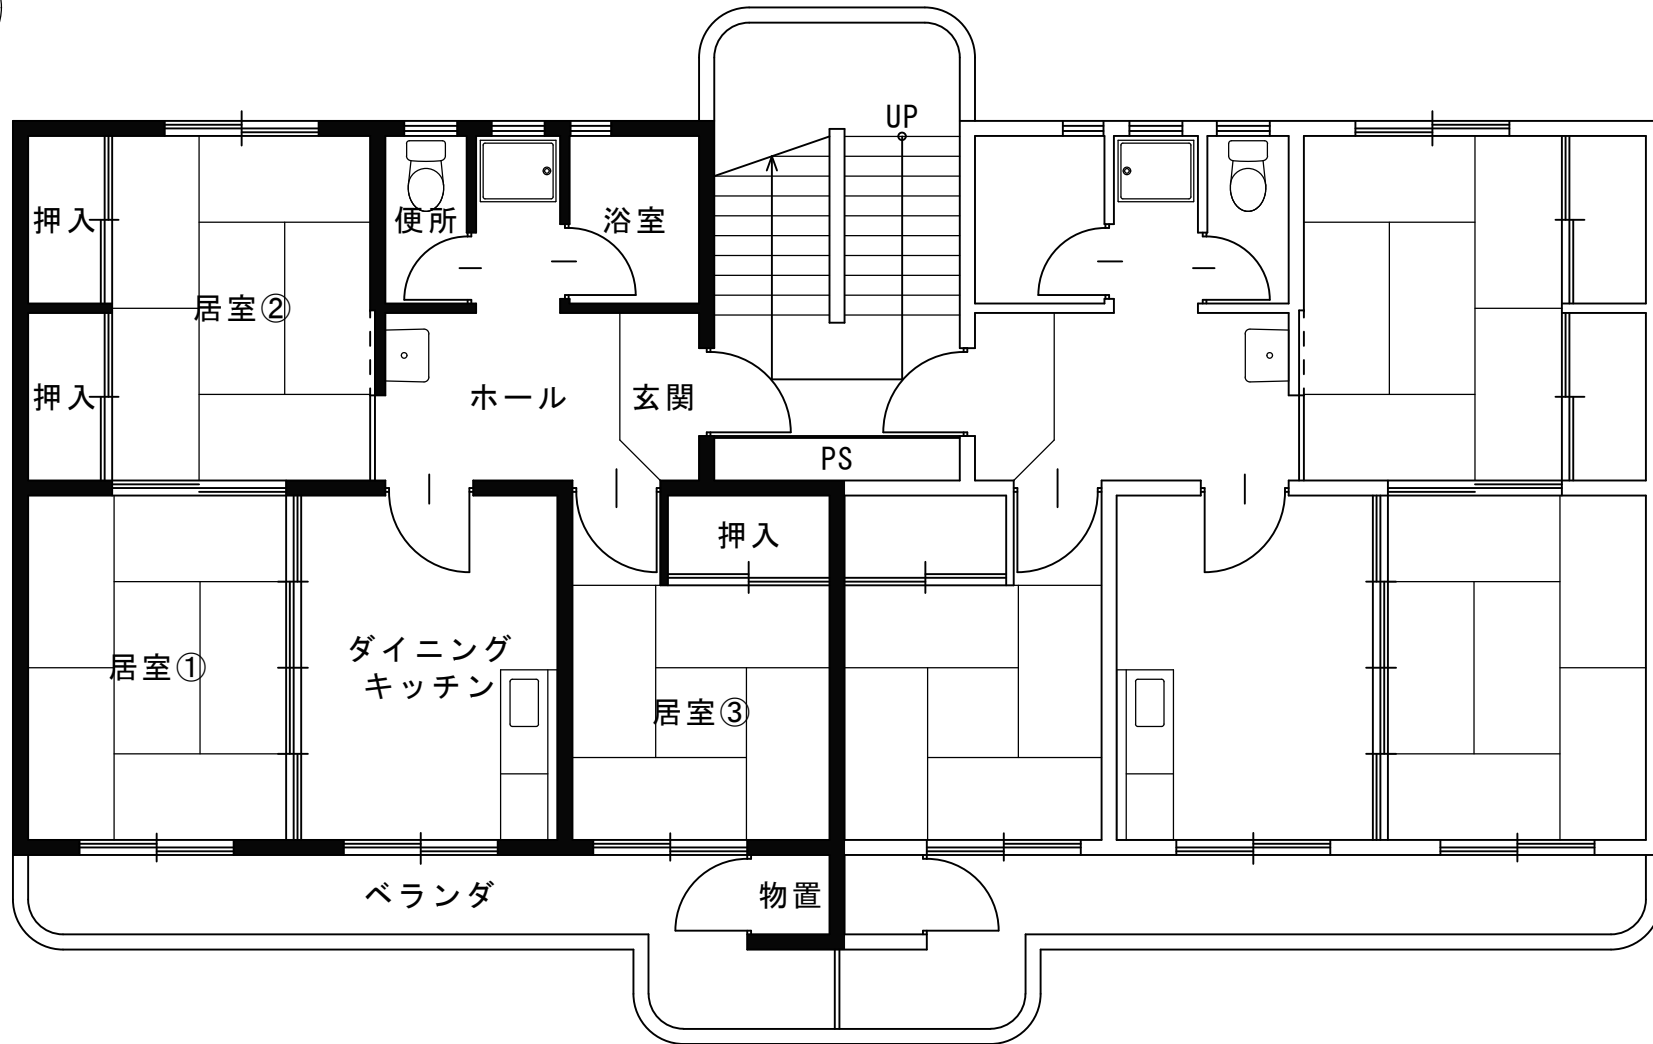 UP
押入
便所
浴室
居室②
押入
ホール
玄関
PS
押入
ダイニング
キッチン
居室①
居室③
ベランダ
物置